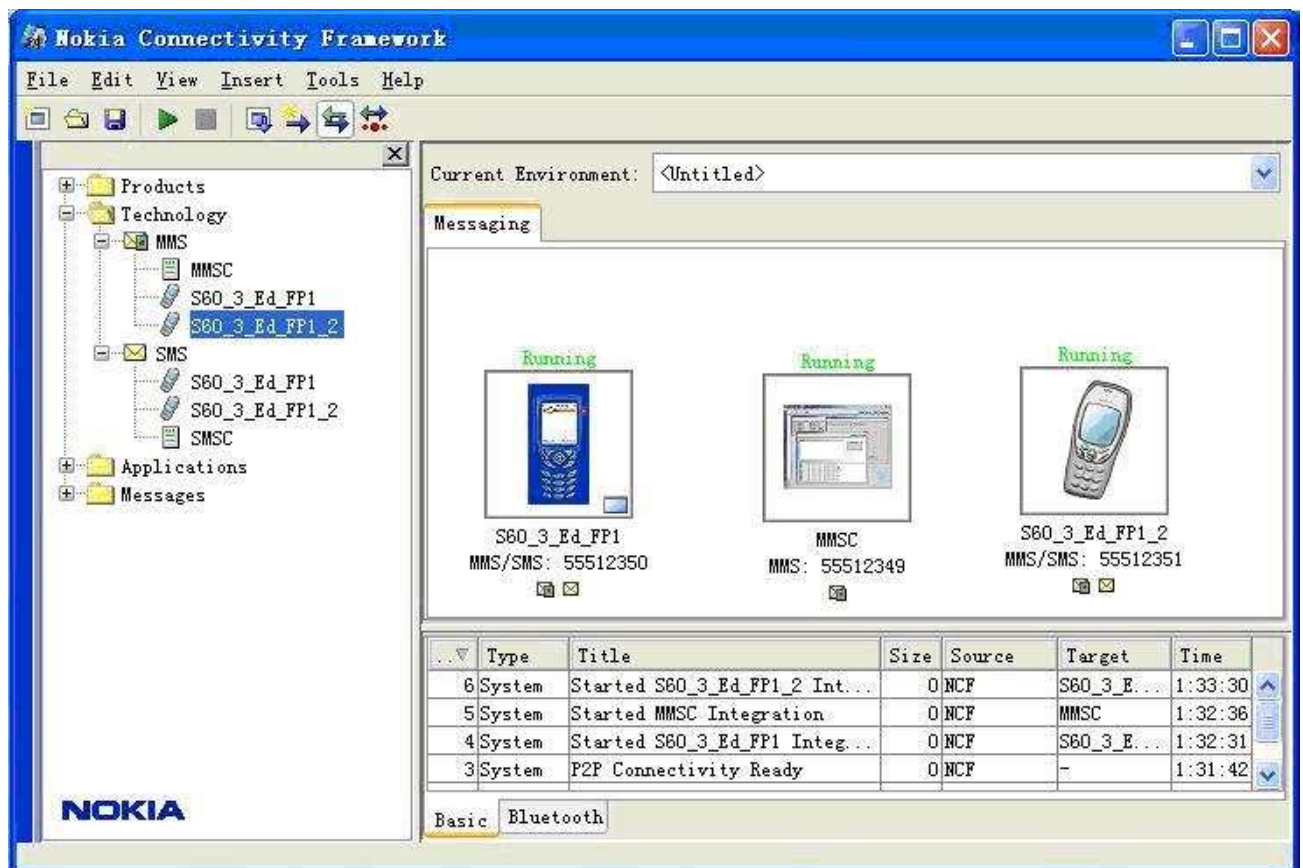 Nokia Connectivity Framework
File Edit View Insert Tools Help
Products
Technology
MMS
MMSC
S60_3_Ed_FP1
S60_3_Ed_FP1_2
SMS
S60_3_Ed_FP1
S60_3_Ed_FP1_2
SMSC
Applications
Messages
NOKIA
Current Environment: <Untitled>
Messaging
Running Running Running
S60_3_Ed_FP1 MMSC S60_3_Ed_FP1_2
MMS/SMS: 55512350 MMS: 55512349 MMS/SMS: 55512351
.. Type Title Size Source Target Time
6 System Started S60_3_Ed_FP1_2 Int... 0 NCF S60_3_E... 1:33:30
5 System Started MMSC Integration 0 NCF MMSC 1:32:36
4 System Started S60_3_Ed_FP1 Integ... 0 NCF S60_3_E... 1:32:31
3 System P2P Connectivity Ready 0 NCF - 1:31:42
Basic Bluetooth